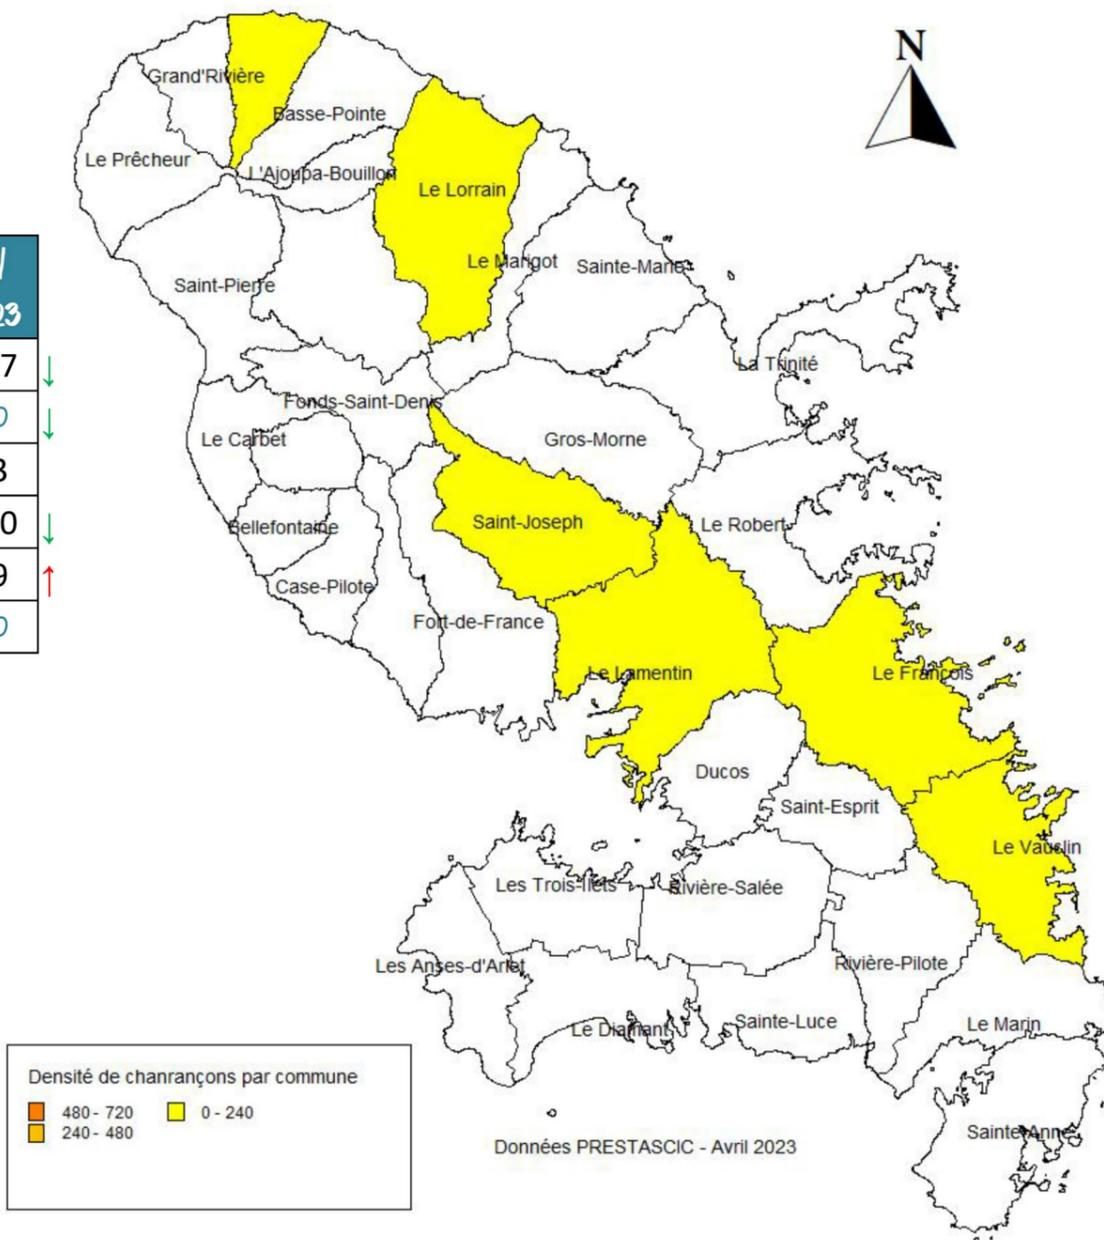 N
Grand'Rivière
Basse-Pointe
Le Prêcheur
L'Ajoupa-Bouillon
Le Lorrain
Le Marigot
Sainte-Marie
Saint-Pierre
23
7 ↓
0 ↓
3
0 ↓
9 ↑
0
La Trinité
Fonds-Saint-Denis
Le Carbet
Gros-Morne
Bellefontaine
Saint-Joseph
Le Robert
Case-Pilote
Fort-de-France
Le Lamentin
Le François
Ducos
Saint-Esprit
Le Vauclin
Les Trois-Ilets
Rivière-Salée
Les Anses-d'Arlet
Rivière-Pilote
Le Diamant
Sainte-Luce
Le Marin
Sainte-Anne
Densité de chanrançons par commune
480 - 720
0 - 240
240 - 480
Données PRESTASCIC - Avril 2023